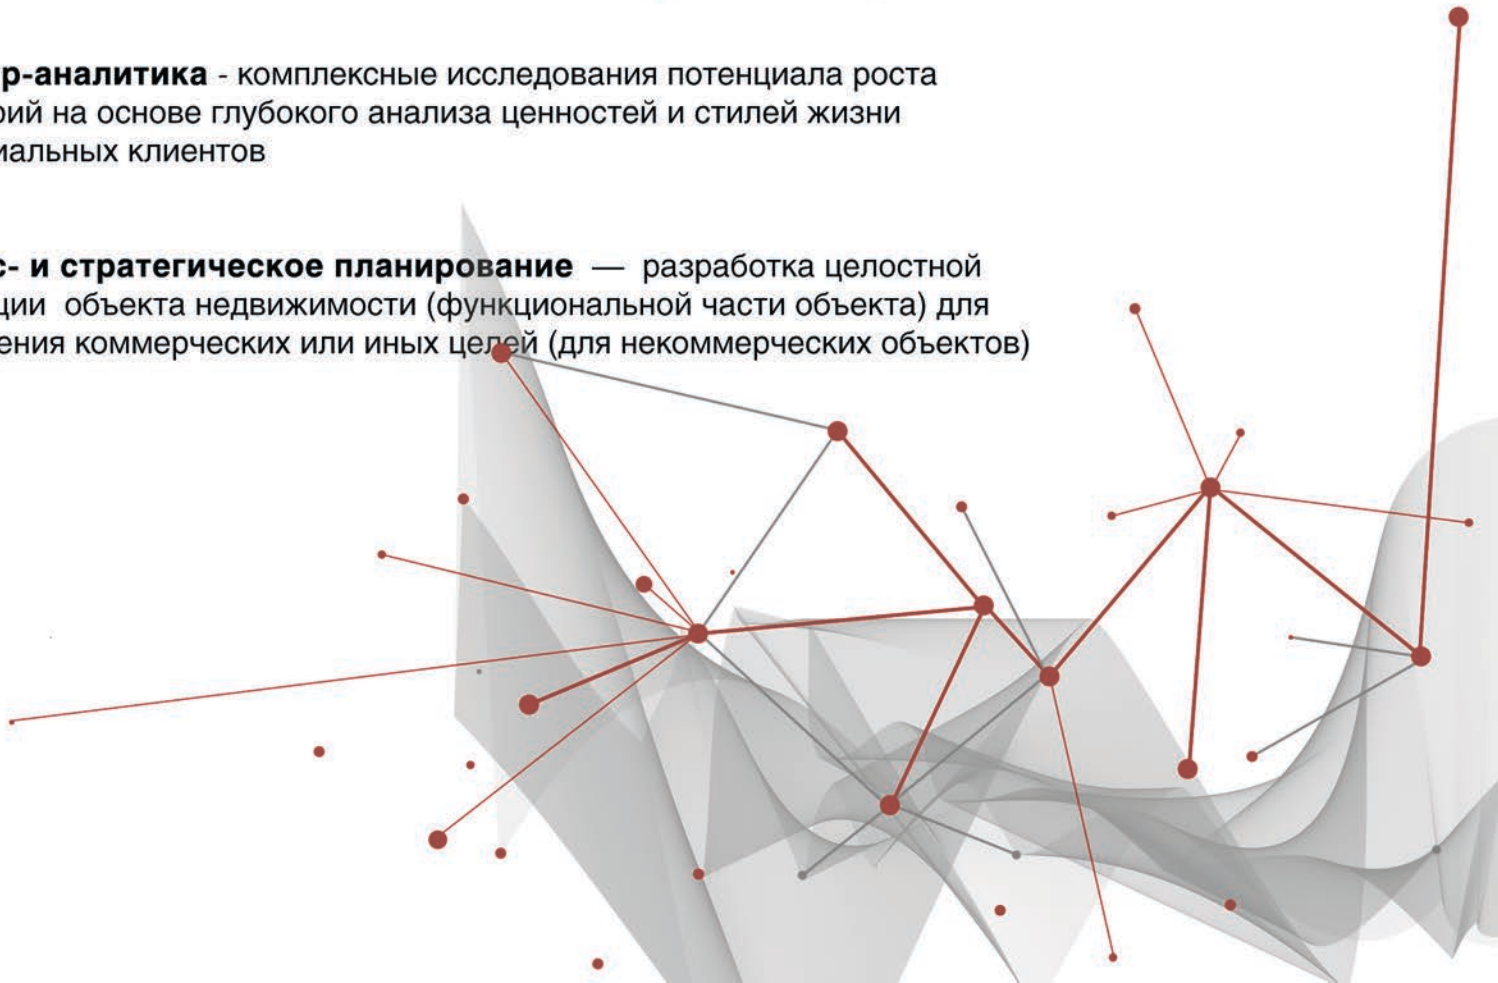 р-аналитика - комплексные исследования потенциала роста
рий на основе глубокого анализа ценностей и стилей жизни
иальных клиентов
с- и стратегическое планирование — разработка целостной
ции объекта недвижимости (функциональной части объекта) для
ения коммерческих или иных целей (для некоммерческих объектов)